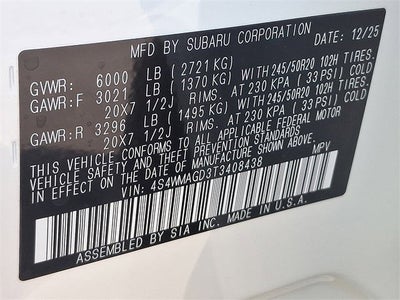 MFD BY SUBARU CORPORATION DATE: 12/25
GVWR: 6000 LB (2721 KG)
GAWR:F 3021 LB (1370 KG) WITH 245/50R20 102H TIRES.
20X7 1/2J RIMS. AT 230 KPA (33 PSI) COLD
GAWR:R 3296 LB (1495 KG) WITH 245/50R20 102H TIRES.
20X7 1/2J RIMS. AT 230 KPA (33 PSI) COLD
THIS VEHICLE CONFORMS TO ALL APPLICABLE FEDERAL MOTOR
VEHICLE SAFETY AND THEFT PREVENTION STANDARDS
IN EFFECT ON THE DATE OF MANUFACTURE SHOWN ABOVE.
VIN: 4S4WMAGD3T3408438 MPV
ASSEMBLED BY SIA INC. MADE IN U.S.A.